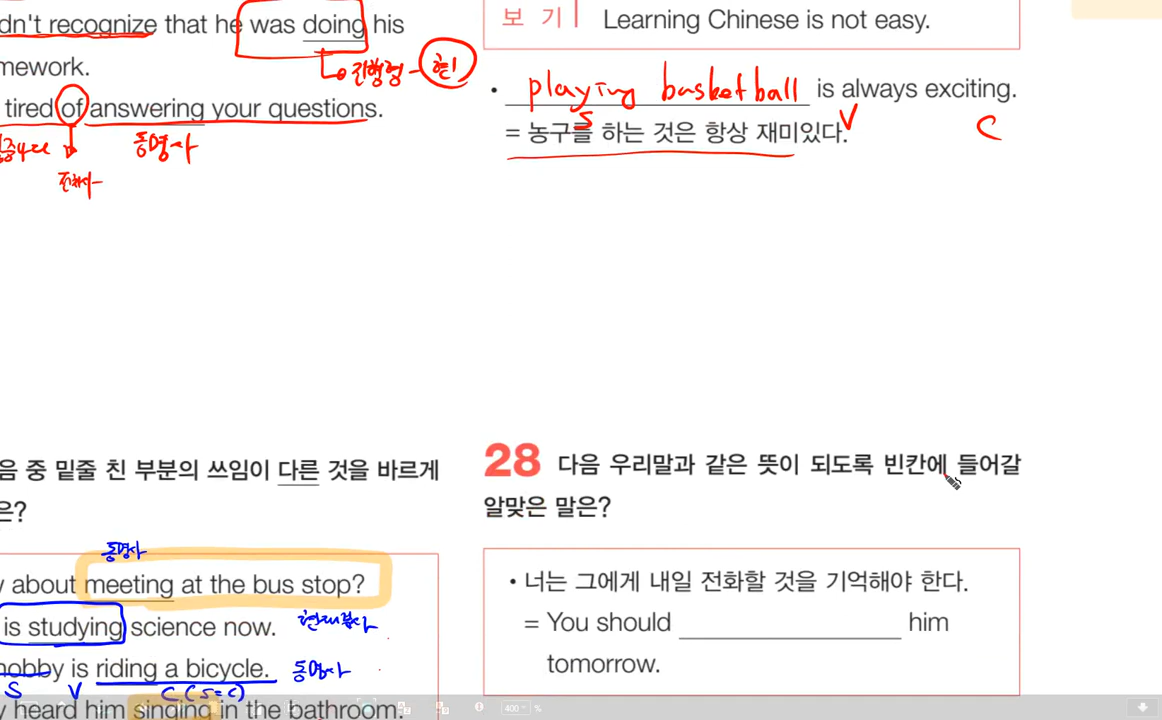 dn't recognize that he was doing his
진행형 - 현
mework.
tired of answering your questions.
동명사
전치사
보 기 Learning Chinese is not easy.
• playing basketball is always exciting.
S V C
= 농구를 하는 것은 항상 재미있다.
음 중 밑줄 친 부분의 쓰임이 다른 것을 바르게
은?
동명사
y about meeting at the bus stop?
is studying science now. 현재분사
hobby is riding a bicycle. 동명사
S V C (S=C)
y heard him singing in the bathroom.
28 다음 우리말과 같은 뜻이 되도록 빈칸에 들어갈
알맞은 말은?
• 너는 그에게 내일 전화할 것을 기억해야 한다.
= You should him
tomorrow.
400 %